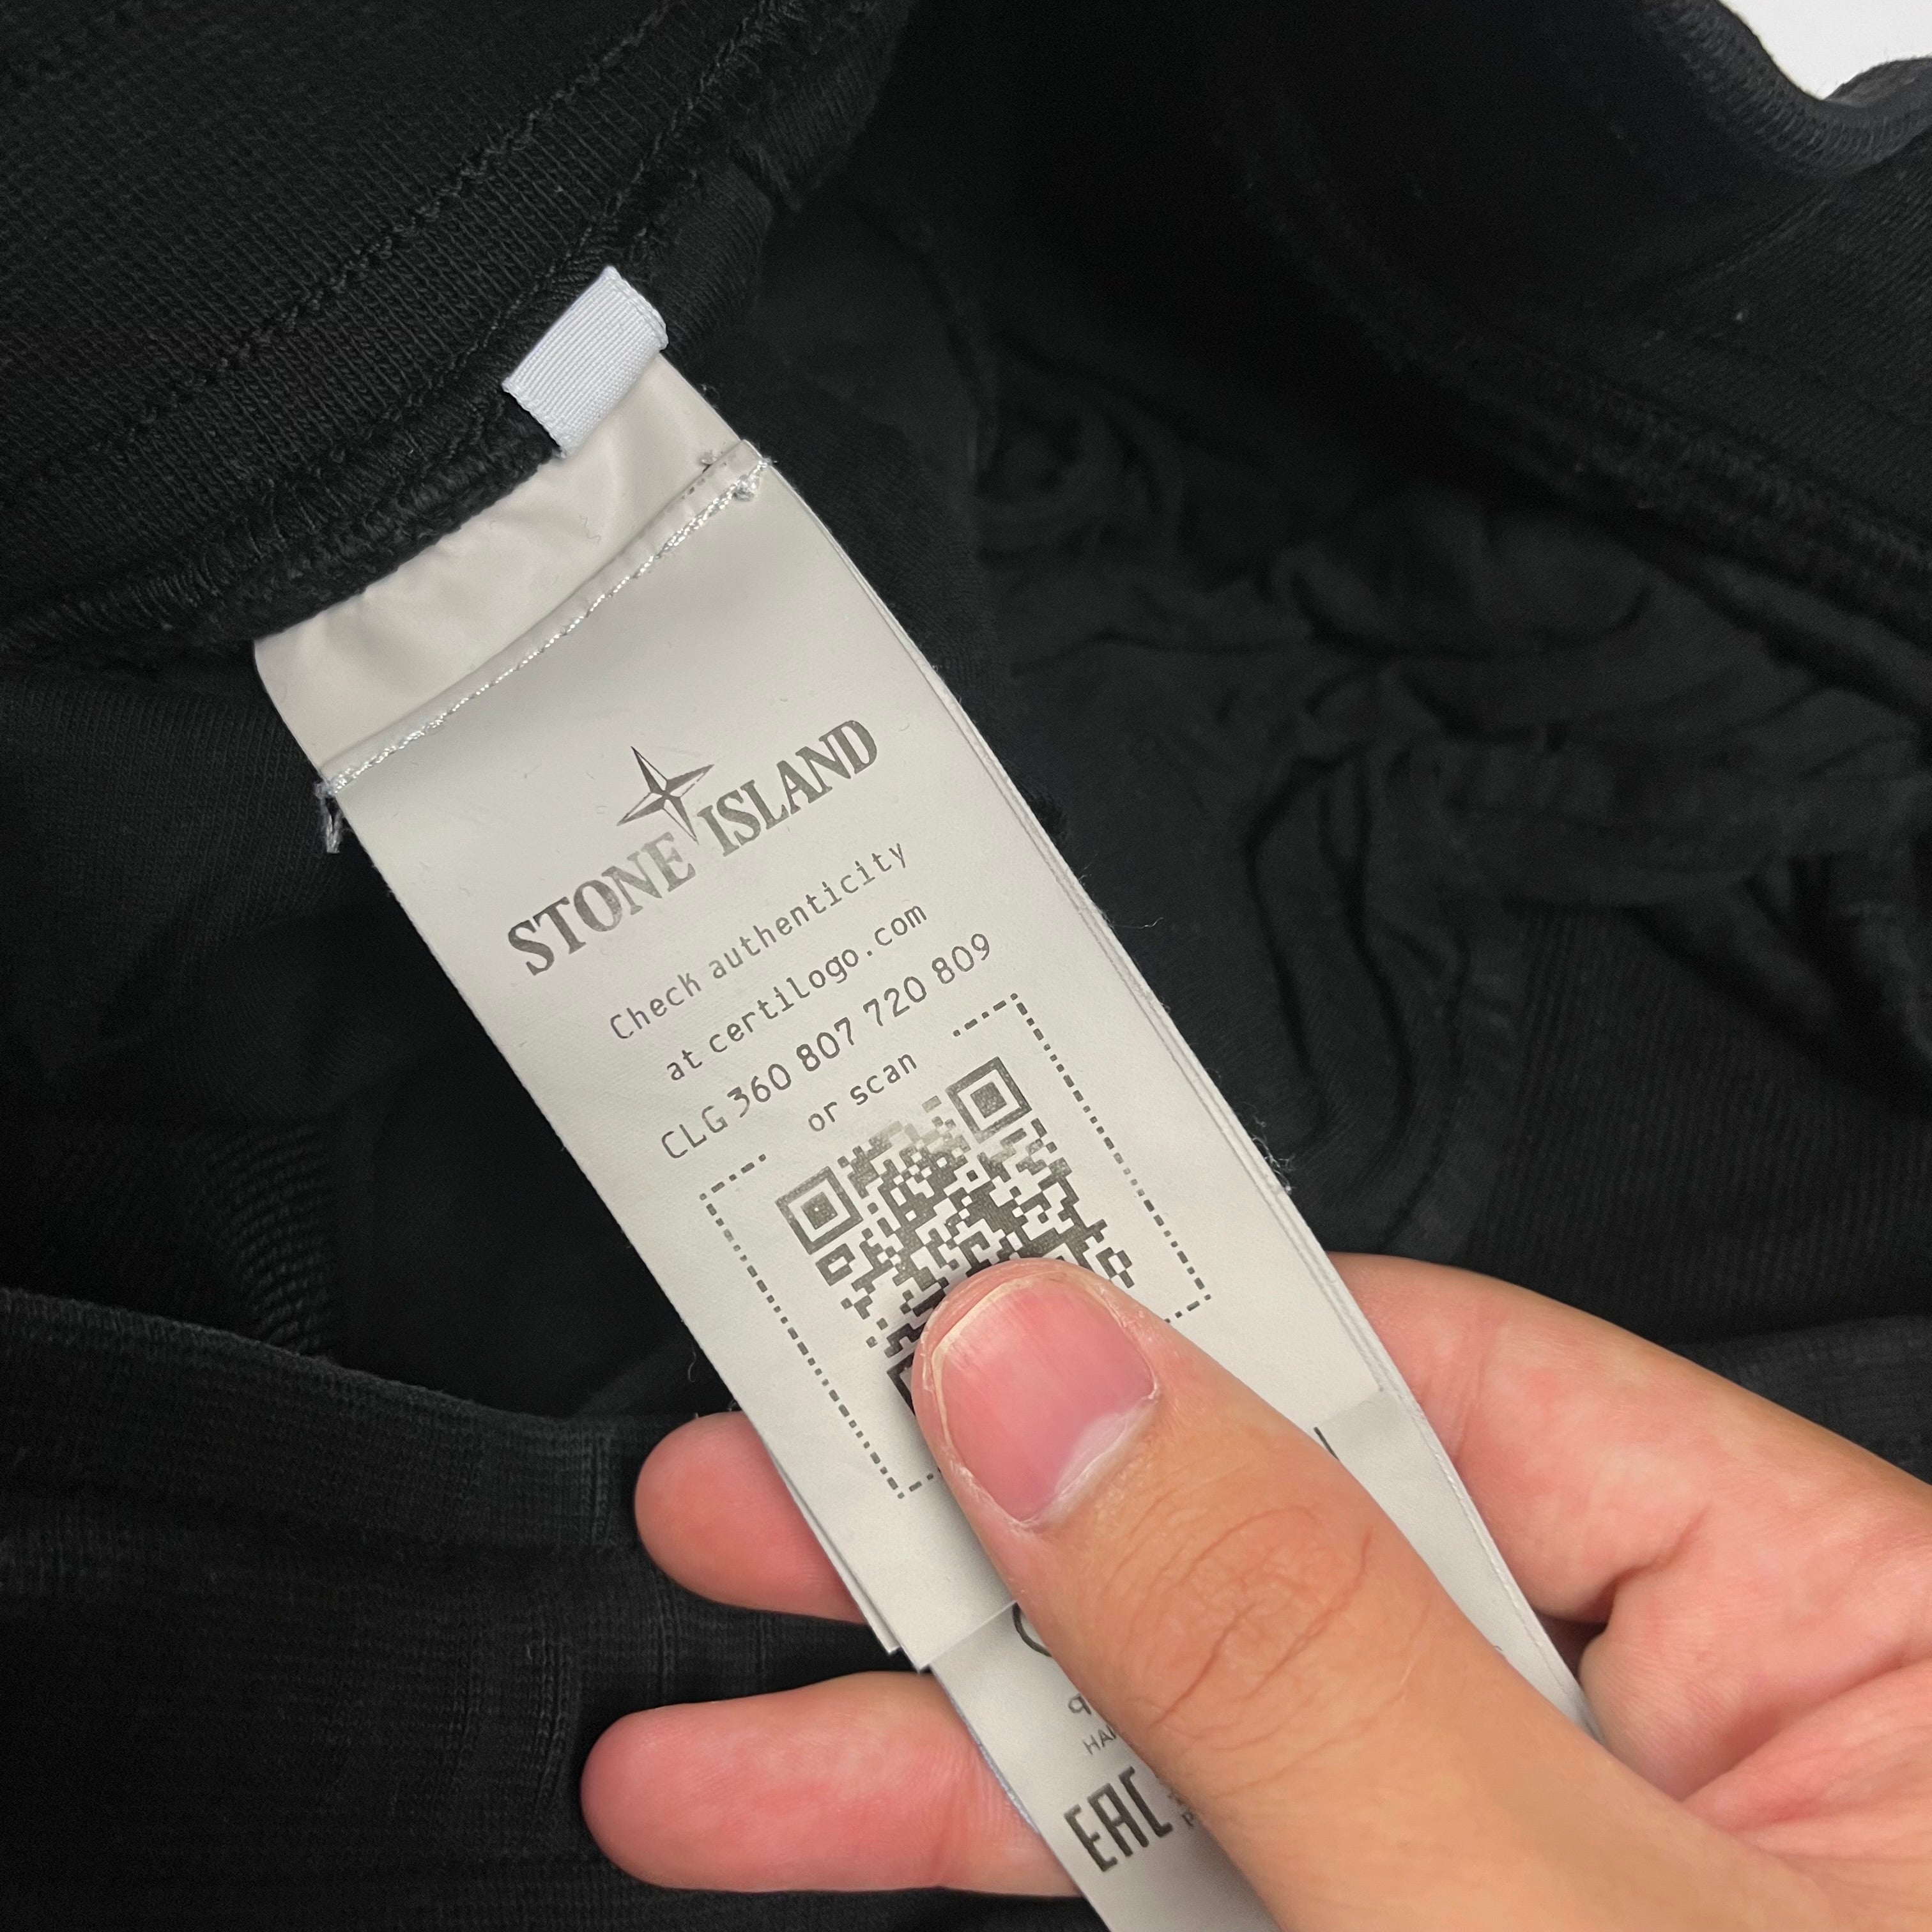 STONE ISLAND
Check authenticity
at certilogo.com
CLG 360 807 720 809
or scan
EAC